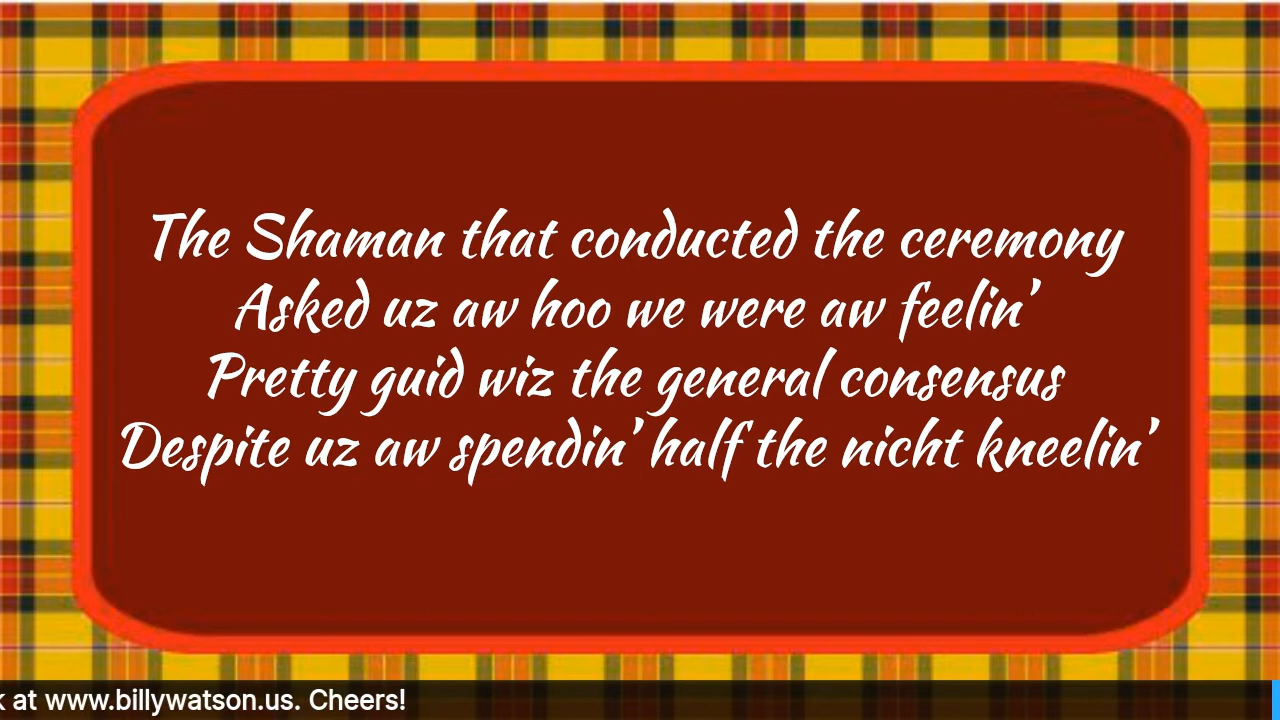 The Shaman that conducted the ceremony
Asked uz aw hoo we were aw feelin'
Pretty guid wiz the general consensus
Despite uz aw spendin' half the nicht kneelin'
at www.billywatson.us. Cheers!